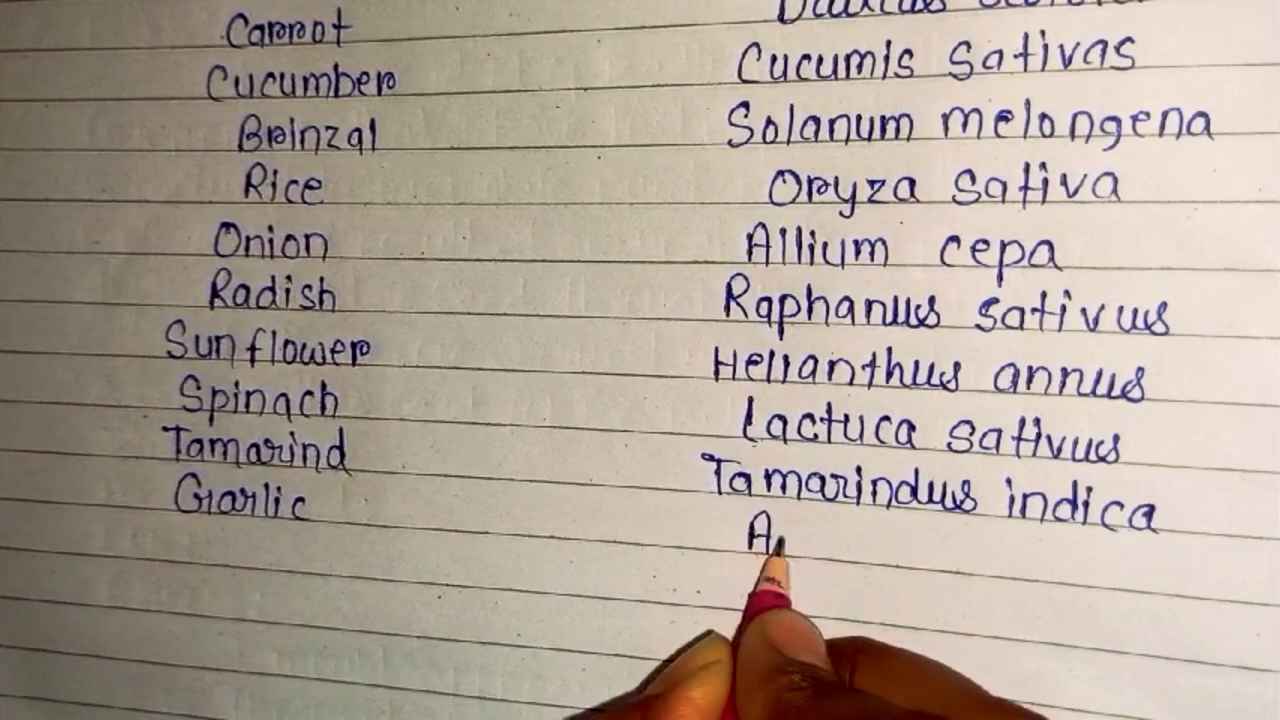 Carrot
Cucumber Cucumis sativas
Brinzal Solanum melongena
Rice Oryza sativa
Onion Allium cepa
Radish Raphanus sativus
Sunflower Helianthus annus
Spinach Lactuca sativus
Tamarind Tamarindus indica
Garlic A